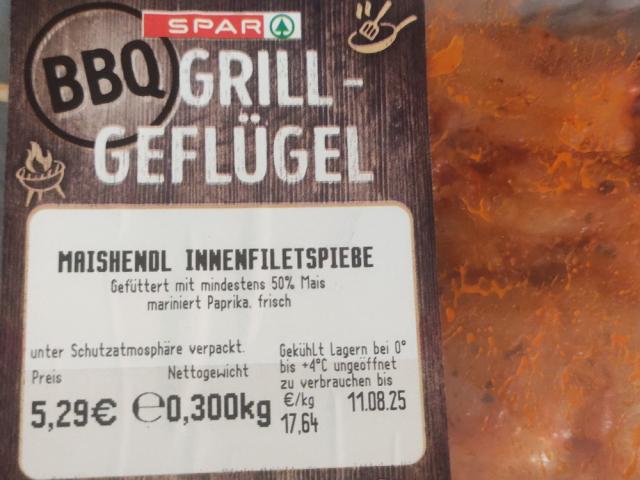 SPAR
BBQ GRILL-
GEFLÜGEL
MAISHENDL INNENFILETSPIEBE
Gefüttert mit mindestens 50% Mais
mariniert Paprika. frisch
unter Schutzatmosphäre verpackt.
Preis Nettogewicht
5,29€ ℮0,300kg
Gekühlt Lagern bei 0°
bis +4°C ungeöffnet
zu verbrauchen bis
€/kg 11.08.25
17,64